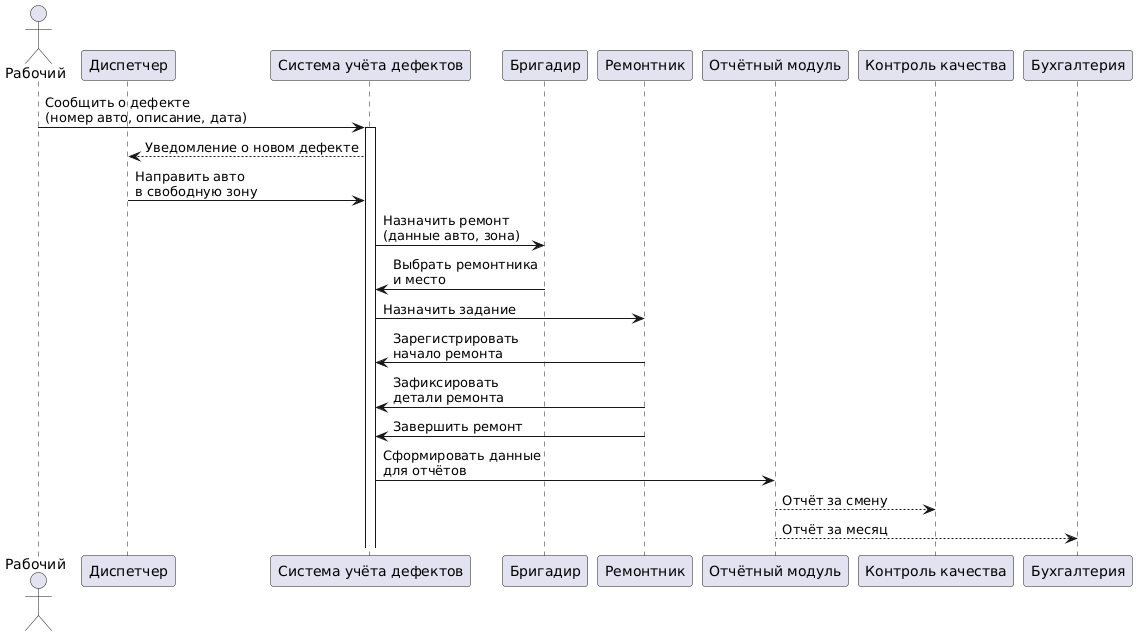 Рабочий
Диспетчер
Система учёта дефектов
Бригадир
Ремонтник
Отчётный модуль
Контроль качества
Бухгалтерия
Сообщить о дефекте
(номер авто, описание, дата)
Уведомление о новом дефекте
Направить авто
в свободную зону
Назначить ремонт
(данные авто, зона)
Выбрать ремонтника
и место
Назначить задание
Зарегистрировать
начало ремонта
Зафиксировать
детали ремонта
Завершить ремонт
Сформировать данные
для отчётов
Отчёт за смену
Отчёт за месяц
Рабочий
Диспетчер
Система учёта дефектов
Бригадир
Ремонтник
Отчётный модуль
Контроль качества
Бухгалтерия